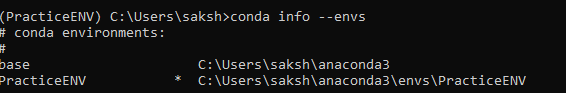 (PracticeENV) C:\Users\saksh>conda info --envs
# conda environments:
#
base                     C:\Users\saksh\anaconda3
PracticeENV           *  C:\Users\saksh\anaconda3\envs\PracticeENV